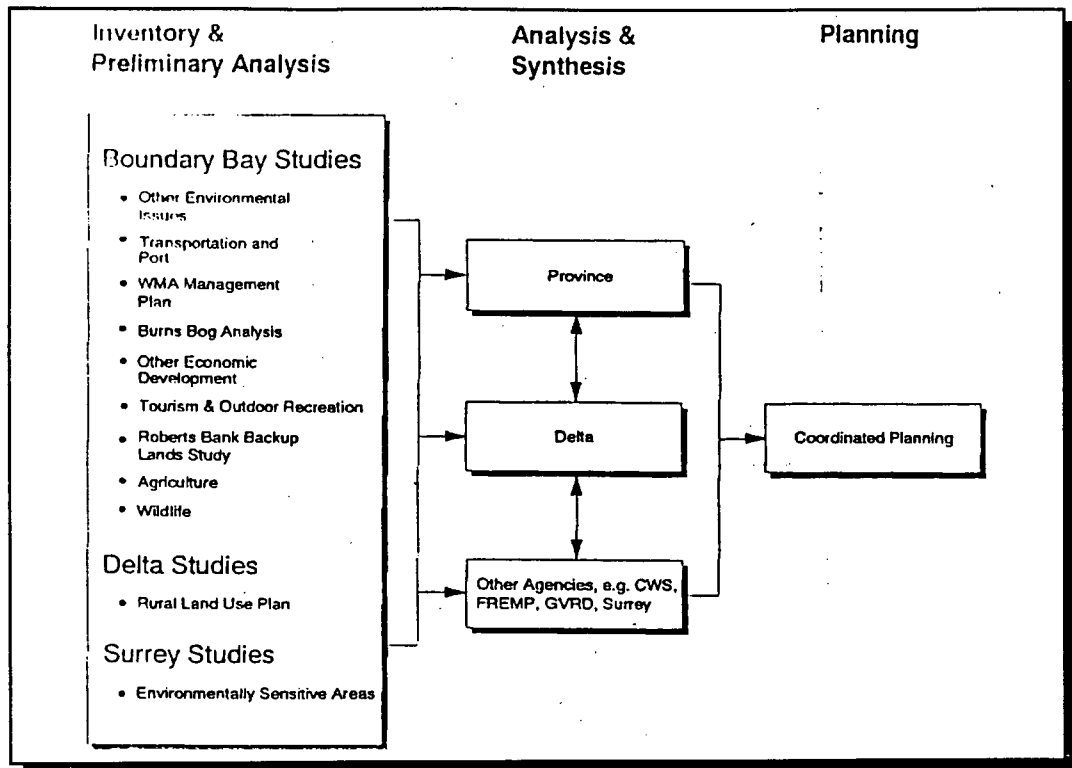 Inventory &
Preliminary Analysis
Analysis &
Synthesis
Planning
Boundary Bay Studies
• Other Environmental
Issues
• Transportation and
Port
• WMA Management
Plan
• Burns Bog Analysis
• Other Economic
Development
• Tourism & Outdoor Recreation
• Roberts Bank Backup
Lands Study
• Agriculture
• Wildlife
Delta Studies
• Rural Land Use Plan
Surrey Studies
• Environmentally Sensitive Areas
Province
Delta
Other Agencies, e.g. CWS,
FREMP, GVRD, Surrey
Coordinated Planning